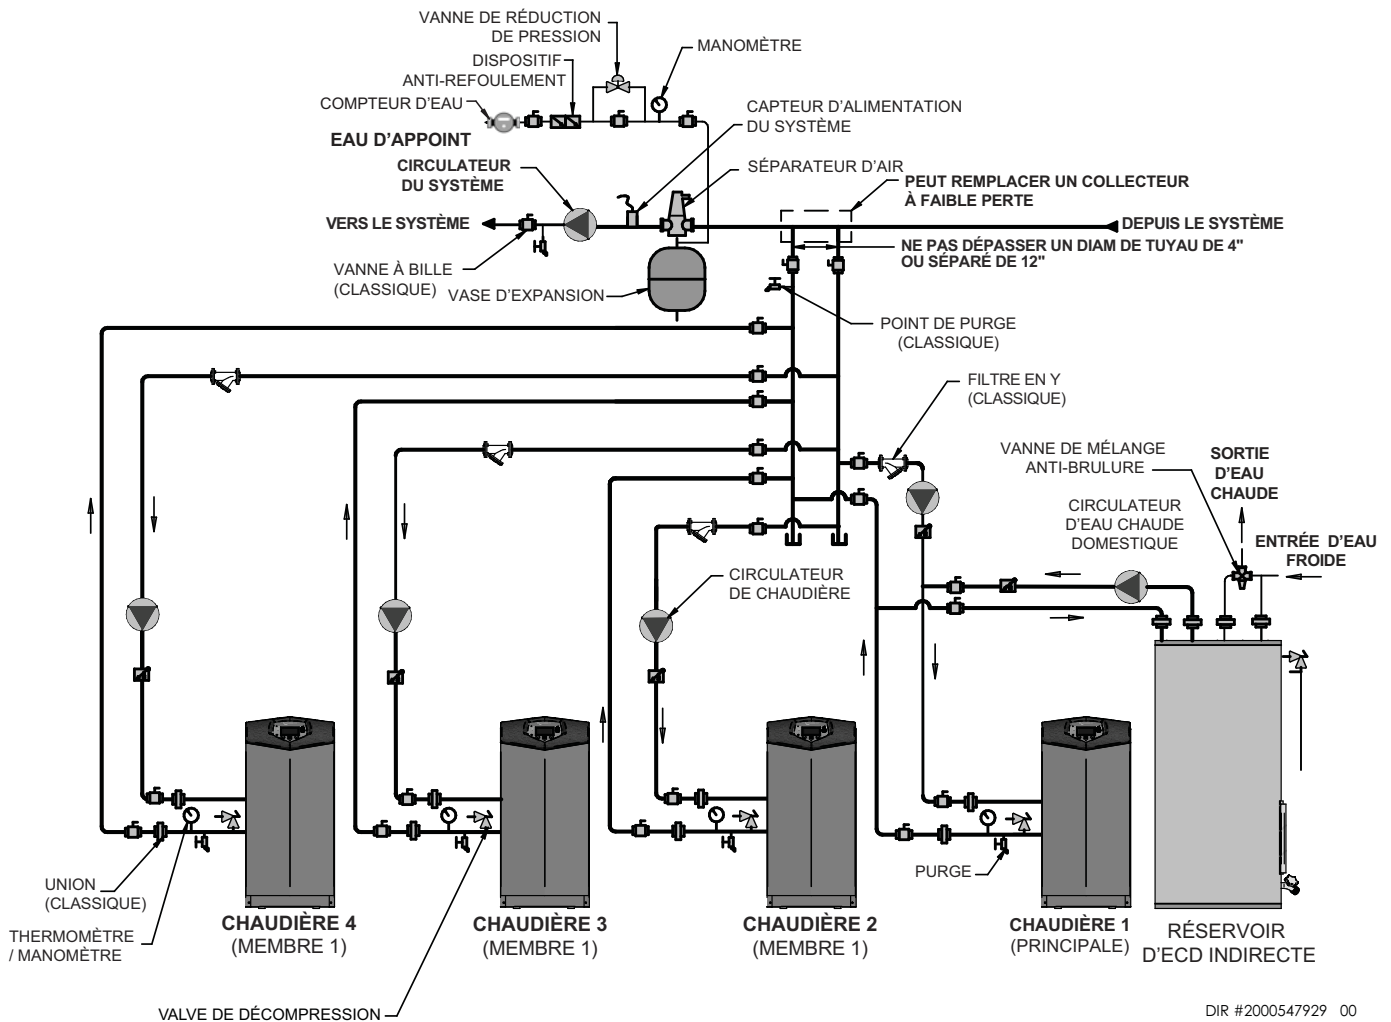 VANNE DE RÉDUCTION
DE PRESSION
MANOMÈTRE
DISPOSITIF
ANTI-REFOULEMENT
COMPTEUR D'EAU
CAPTEUR D'ALIMENTATION
DU SYSTÈME
EAU D'APPOINT
CIRCULATEUR
DU SYSTÈME
SÉPARATEUR D'AIR
PEUT REMPLACER UN COLLECTEUR
À FAIBLE PERTE
VERS LE SYSTÈME
DEPUIS LE SYSTÈME
NE PAS DÉPASSER UN DIAM DE TUYAU DE 4"
OU SÉPARÉ DE 12"
VANNE À BILLE
(CLASSIQUE)
VASE D'EXPANSION
POINT DE PURGE
(CLASSIQUE)
FILTRE EN Y
(CLASSIQUE)
VANNE DE MÉLANGE
ANTI-BRULURE
SORTIE
D'EAU
CHAUDE
CIRCULATEUR
D'EAU CHAUDE
DOMESTIQUE
ENTRÉE D'EAU
FROIDE
CIRCULATEUR
DE CHAUDIÈRE
UNION
(CLASSIQUE)
PURGE
THERMOMÈTRE
/ MANOMÈTRE
CHAUDIÈRE 4
(MEMBRE 1)
CHAUDIÈRE 3
(MEMBRE 1)
CHAUDIÈRE 2
(MEMBRE 1)
CHAUDIÈRE 1
(PRINCIPALE)
RÉSERVOIR
D'ECD INDIRECTE
VALVE DE DÉCOMPRESSION
DIR #2000547929 00